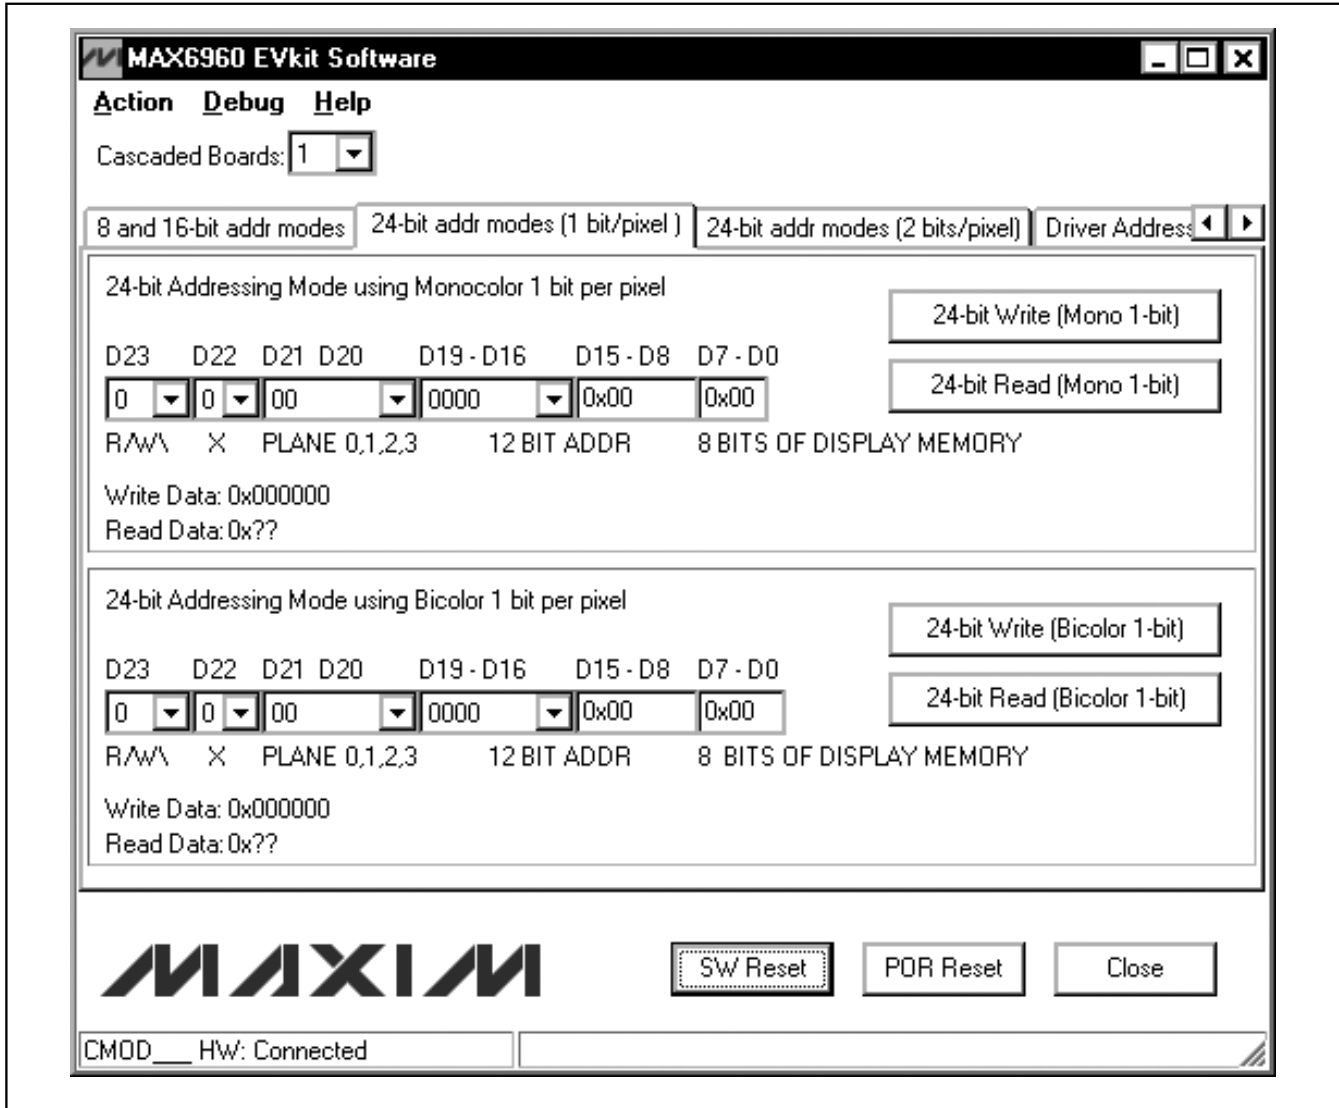 MAX6960 EVkit Software
Action Debug Help
Cascaded Boards: 1
8 and 16-bit addr modes 24-bit addr modes (1 bit/pixel ) 24-bit addr modes (2 bits/pixel) Driver Address
24-bit Addressing Mode using Monocolor 1 bit per pixel
24-bit Write (Mono 1-bit)
D23 D22 D21 D20 D19 - D16 D15 - D8 D7 - D0
24-bit Read (Mono 1-bit)
0 0 00 0000 0x00 0x00
R/W\ X PLANE 0,1,2,3 12 BIT ADDR 8 BITS OF DISPLAY MEMORY
Write Data: 0x000000
Read Data: 0x??
24-bit Addressing Mode using Bicolor 1 bit per pixel
24-bit Write (Bicolor 1-bit)
D23 D22 D21 D20 D19 - D16 D15 - D8 D7 - D0
24-bit Read (Bicolor 1-bit)
0 0 00 0000 0x00 0x00
R/W\ X PLANE 0,1,2,3 12 BIT ADDR 8 BITS OF DISPLAY MEMORY
Write Data: 0x000000
Read Data: 0x??
MAXIM SW Reset POR Reset Close
CMOD___ HW: Connected